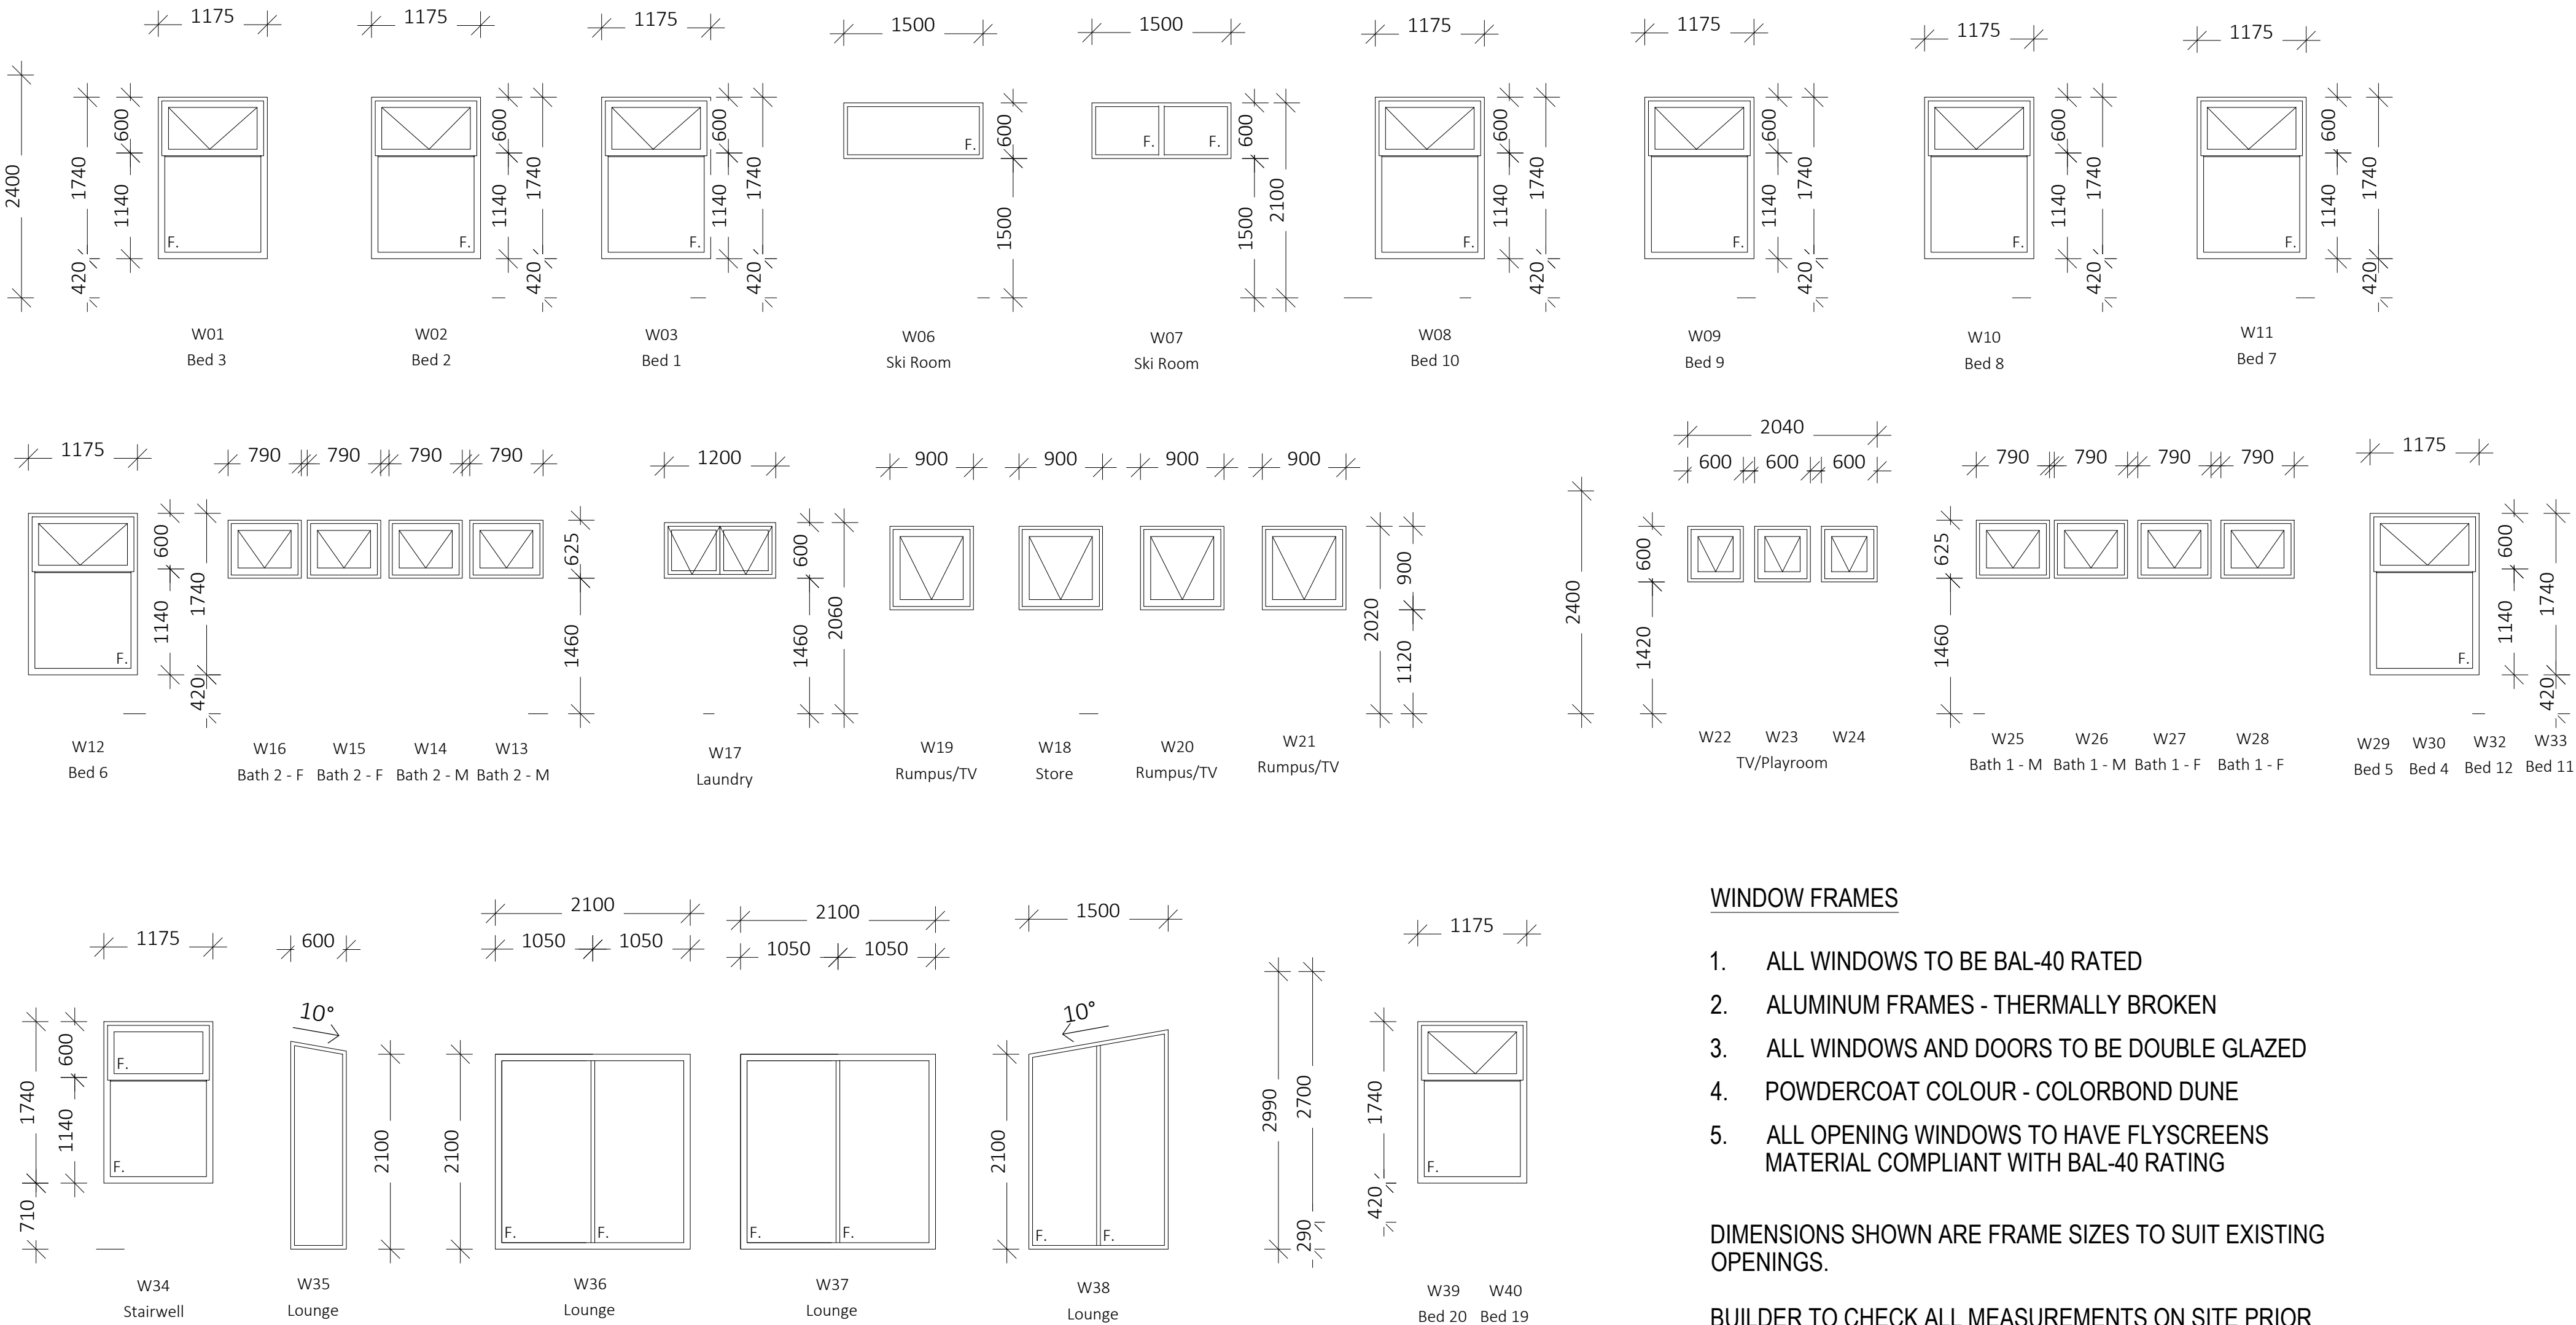 1175 1175 1175 1500 1500 1175 1175 1175 1175
2400 1740 600 1140 420 F.
600 1140 1740 420 F.
600 1140 1740 420 F.
600 1500 F.
600 1500 2100 F. F.
600 1140 1740 420 F.
600 1140 1740 420 F.
600 1140 1740 420 F.
600 1140 1740 420 F.
W01 W02 W03 W06 W07 W08 W09 W10 W11
Bed 3 Bed 2 Bed 1 Ski Room Ski Room Bed 10 Bed 9 Bed 8 Bed 7
2040
1175 790 790 790 790 1200 900 900 900 900 600 600 600 790 790 790 790 1175
600 1140 1740 420 F.
625 1460
600 1460 2060
2020 900 1120
2400 600 1420
625 1460
600 1140 1740 420 F.
W12 W16 W15 W14 W13 W17 W19 W18 W20 W21 W22 W23 W24 W25 W26 W27 W28 W29 W30 W32 W33
Bed 6 Bath 2 - F Bath 2 - F Bath 2 - M Bath 2 - M Laundry Rumpus/TV Store Rumpus/TV Rumpus/TV TV/Playroom Bath 1 - M Bath 1 - M Bath 1 - F Bath 1 - F Bed 5 Bed 4 Bed 12 Bed 11
2100 2100 1500
1175 600 1050 1050 1050 1050 1175
1740 710 600 1140 F. F.
10° 2100
2100 F. F.
F. F.
10° 2100 F. F.
2990 2700 290
1740 420 F.
W34 W35 W36 W37 W38 W39 W40
Stairwell Lounge Lounge Lounge Lounge Bed 20 Bed 19
WINDOW FRAMES
1. ALL WINDOWS TO BE BAL-40 RATED
2. ALUMINUM FRAMES - THERMALLY BROKEN
3. ALL WINDOWS AND DOORS TO BE DOUBLE GLAZED
4. POWDERCOAT COLOUR - COLORBOND DUNE
5. ALL OPENING WINDOWS TO HAVE FLYSCREENS
MATERIAL COMPLIANT WITH BAL-40 RATING
DIMENSIONS SHOWN ARE FRAME SIZES TO SUIT EXISTING
OPENINGS.
BUILDER TO CHECK ALL MEASUREMENTS ON SITE PRIOR